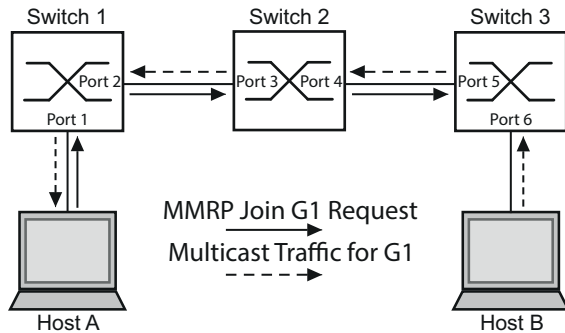 Switch 1
Switch 2
Switch 3
Port 2
Port 3
Port 4
Port 5
Port 1
Port 6
MMRP Join G1 Request
Multicast Traffic for G1
Host A
Host B